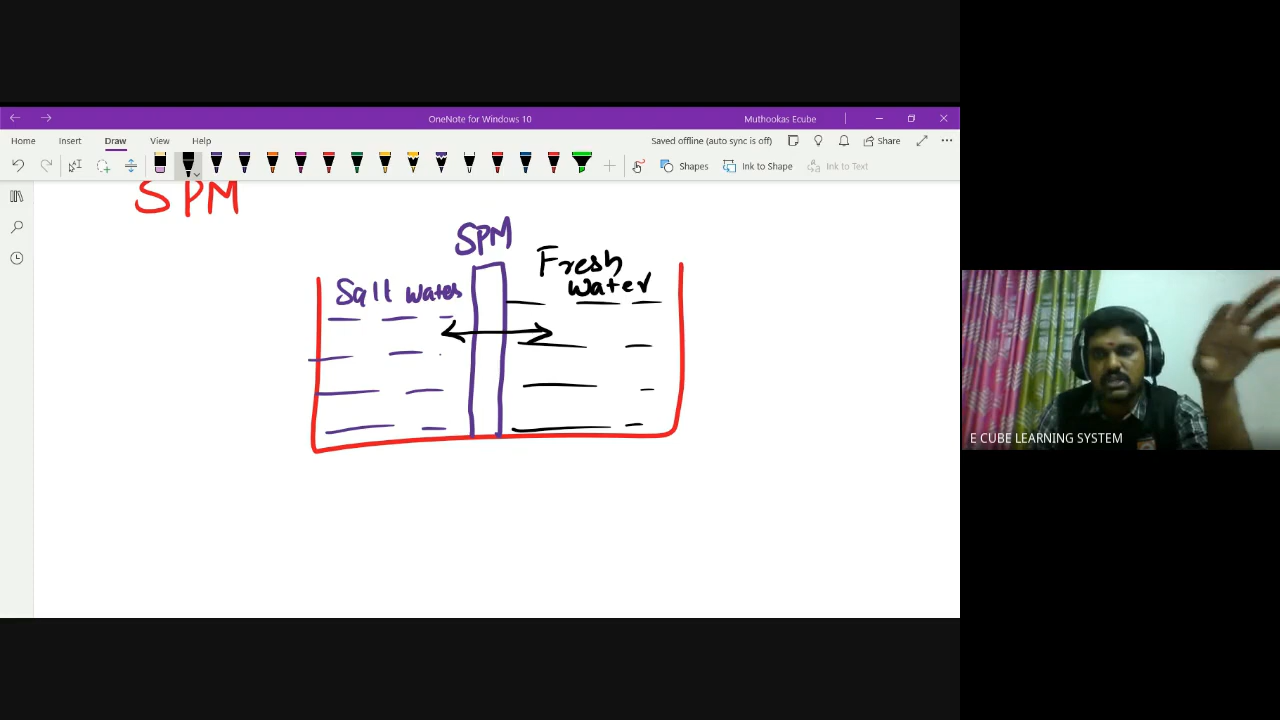 OneNote for Windows 10
Muthookas Ecube
Home Insert Draw View Help
Saved offline (auto sync is off)
Share
Shapes
Ink to Shape
Ink to Text
SPM
SPM
Fresh
Water
Salt Water
E CUBE LEARNING SYSTEM